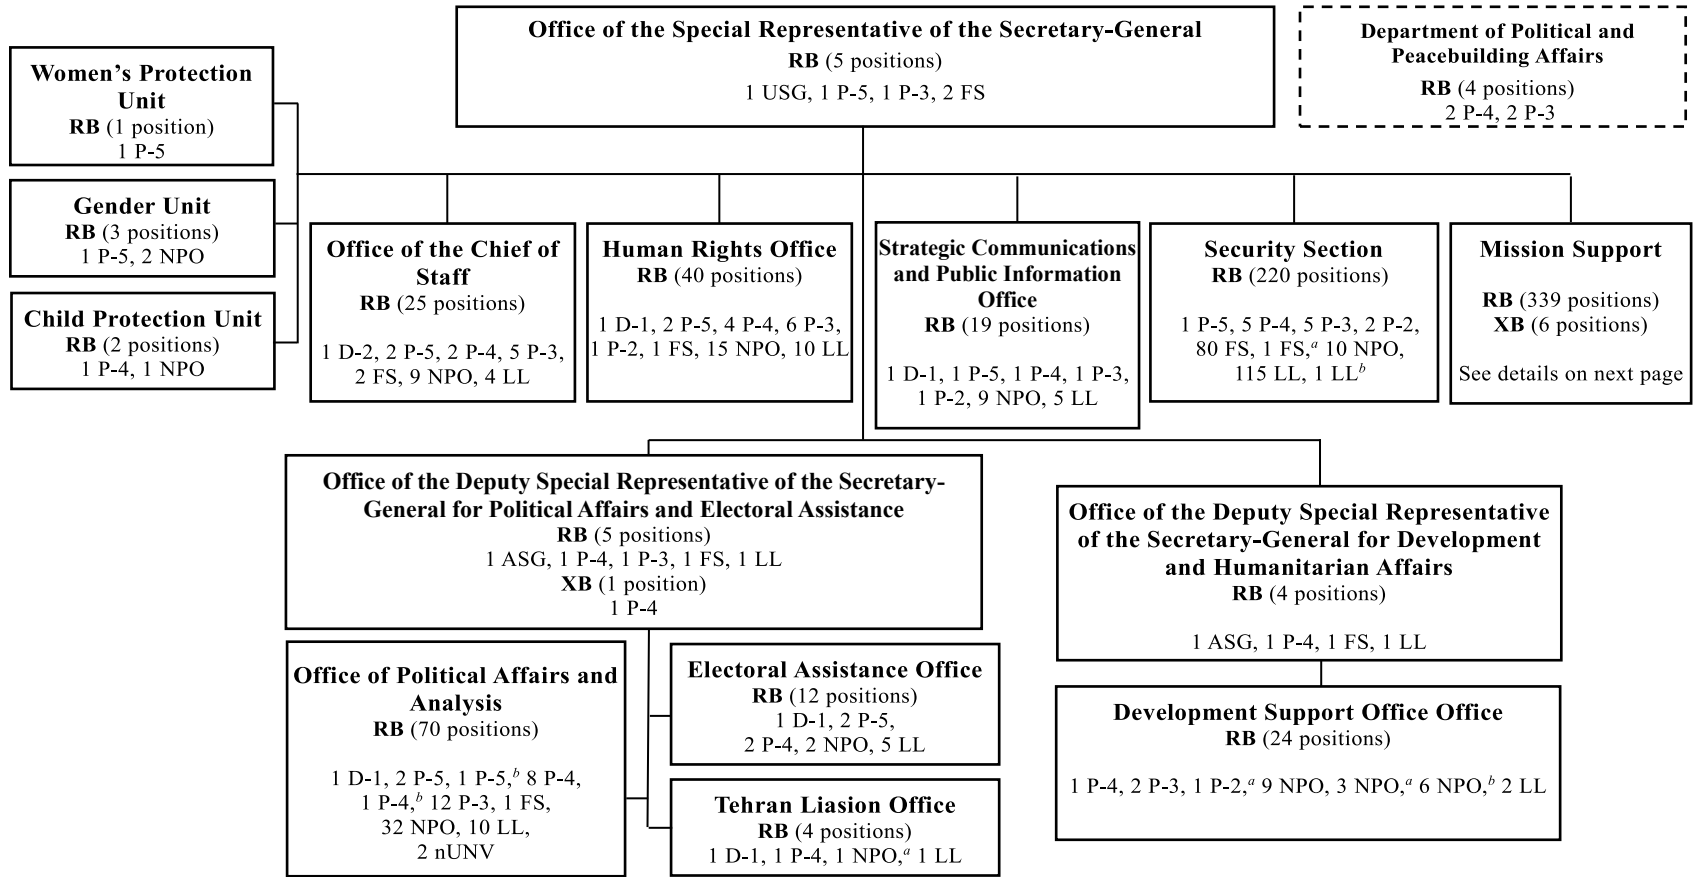 Office of the Special Representative of the Secretary-General
RB (5 positions)
1 USG, 1 P-5, 1 P-3, 2 FS
Department of Political and
Peacebuilding Affairs
RB (4 positions)
2 P-4, 2 P-3
Women's Protection
Unit
RB (1 position)
1 P-5
Gender Unit
RB (3 positions)
1 P-5, 2 NPO
Child Protection Unit
RB (2 positions)
1 P-4, 1 NPO
Office of the Chief of
Staff
RB (25 positions)
1 D-2, 2 P-5, 2 P-4, 5 P-3,
2 FS, 9 NPO, 4 LL
Human Rights Office
RB (40 positions)
1 D-1, 2 P-5, 4 P-4, 6 P-3,
1 P-2, 1 FS, 15 NPO, 10 LL
Strategic Communications
and Public Information
Office
RB (19 positions)
1 D-1, 1 P-5, 1 P-4, 1 P-3,
1 P-2, 9 NPO, 5 LL
Security Section
RB (220 positions)
1 P-5, 5 P-4, 5 P-3, 2 P-2,
80 FS, 1 FS,a 10 NPO,
115 LL, 1 LLb
Mission Support
RB (339 positions)
XB (6 positions)
See details on next page
Office of the Deputy Special Representative of the Secretary-
General for Political Affairs and Electoral Assistance
RB (5 positions)
1 ASG, 1 P-4, 1 P-3, 1 FS, 1 LL
XB (1 position)
1 P-4
Office of the Deputy Special Representative
of the Secretary-General for Development
and Humanitarian Affairs
RB (4 positions)
1 ASG, 1 P-4, 1 FS, 1 LL
Office of Political Affairs and
Analysis
RB (70 positions)
1 D-1, 2 P-5, 1 P-5,b 8 P-4,
1 P-4,b 12 P-3, 1 FS,
32 NPO, 10 LL,
2 nUNV
Electoral Assistance Office
RB (12 positions)
1 D-1, 2 P-5,
2 P-4, 2 NPO, 5 LL
Tehran Liasion Office
RB (4 positions)
1 D-1, 1 P-4, 1 NPO,a 1 LL
Development Support Office Office
RB (24 positions)
1 P-4, 2 P-3, 1 P-2,a 9 NPO, 3 NPO,a 6 NPO,b 2 LL